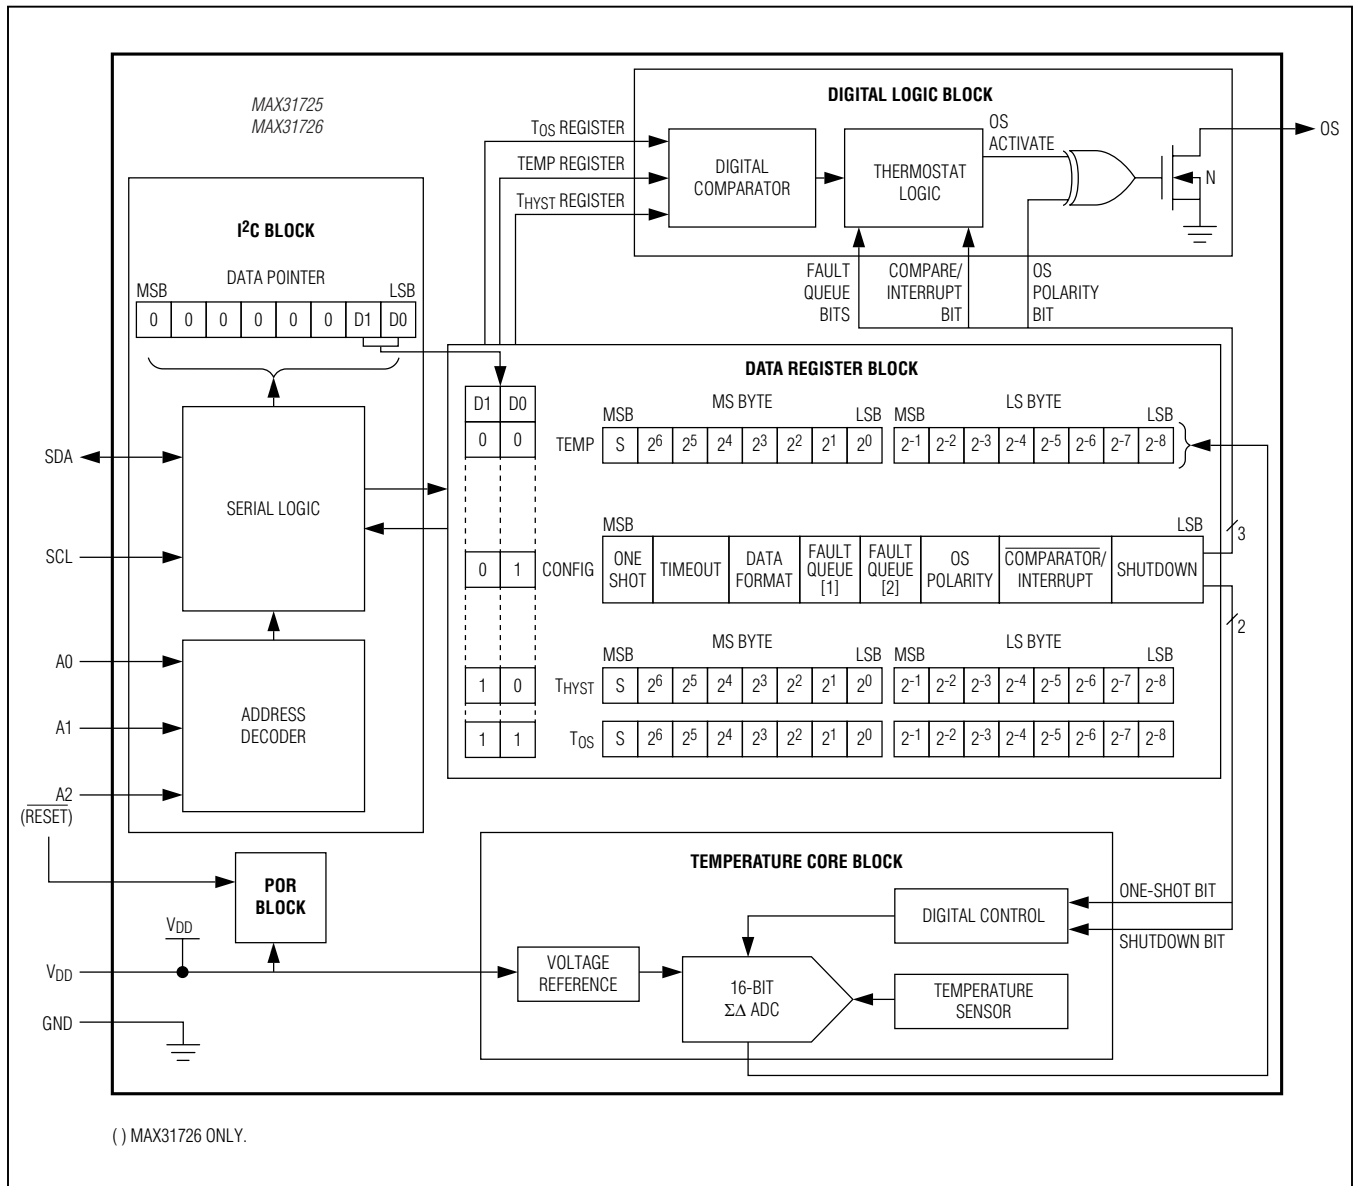 MAX31725
MAX31726
DIGITAL LOGIC BLOCK
TOS REGISTER
TEMP REGISTER
THYST REGISTER
DIGITAL
COMPARATOR
THERMOSTAT
LOGIC
OS
ACTIVATE
N
OS
FAULT
QUEUE
BITS
COMPARE/
INTERRUPT
BIT
OS
POLARITY
BIT
I2C BLOCK
DATA POINTER
MSB LSB
0 0 0 0 0 0 D1 D0
SERIAL LOGIC
SDA
SCL
ADDRESS
DECODER
A0
A1
A2
(RESET)
DATA REGISTER BLOCK
D1 D0
MS BYTE LS BYTE
MSB LSB MSB LSB
0 0 TEMP S 2^6 2^5 2^4 2^3 2^2 2^1 2^0 2^-1 2^-2 2^-3 2^-4 2^-5 2^-6 2^-7 2^-8
MSB LSB
3
0 1 CONFIG
ONE
SHOT
TIMEOUT
DATA
FORMAT
FAULT
QUEUE
[1]
FAULT
QUEUE
[2]
OS
POLARITY
COMPARATOR/
INTERRUPT
SHUTDOWN
2
MS BYTE LS BYTE
MSB LSB MSB LSB
1 0 THYST S 2^6 2^5 2^4 2^3 2^2 2^1 2^0 2^-1 2^-2 2^-3 2^-4 2^-5 2^-6 2^-7 2^-8
1 1 TOS S 2^6 2^5 2^4 2^3 2^2 2^1 2^0 2^-1 2^-2 2^-3 2^-4 2^-5 2^-6 2^-7 2^-8
POR
BLOCK
VDD
VDD
GND
TEMPERATURE CORE BLOCK
DIGITAL CONTROL
ONE-SHOT BIT
SHUTDOWN BIT
VOLTAGE
REFERENCE
16-BIT
ΣΔ ADC
TEMPERATURE
SENSOR
( ) MAX31726 ONLY.